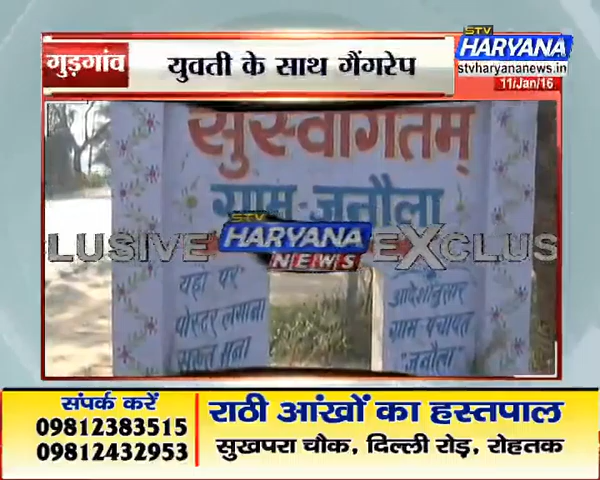 गुड़गांव
युवती के साथ गैंगरेप
STV
HARYANA
stvharyananews.in
11/Jan/16
सुस्वागतम्
ग्राम-जनौला
LUSIVE
STV
HARYANA
NEWS
EXCLUS
यहाँ पर
पोस्टर लगाना
सख्त मना
आदेशानुसार
ग्राम पंचायत
"जनौला
संपर्क करें
09812383515
09812432953
राठी आंखों का हस्तपाल
सुखपरा चौक, दिल्ली रोड़, रोहतक